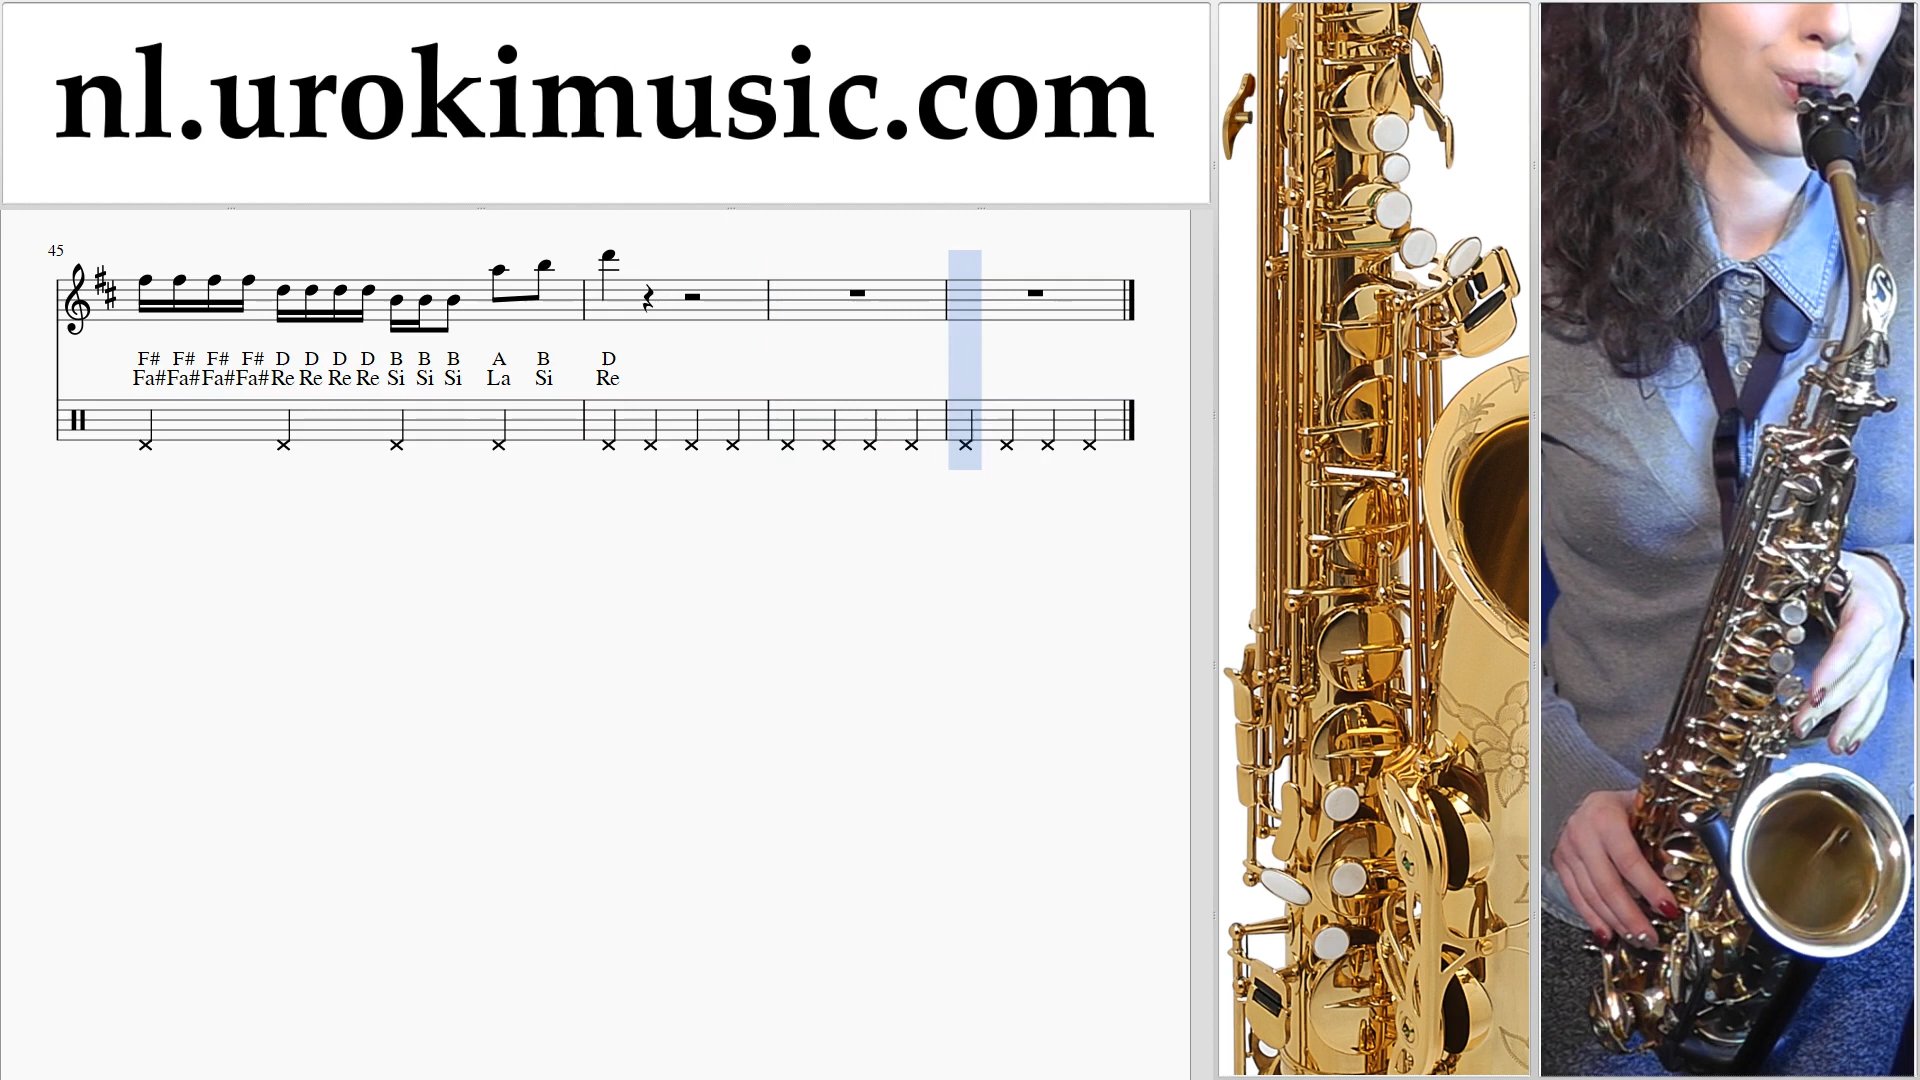 nl.urokimusic.com
45
F# F# F# F# D D D D B B B A B D
Fa# Fa# Fa# Fa# Re Re Re Re Si Si Si La Si Re